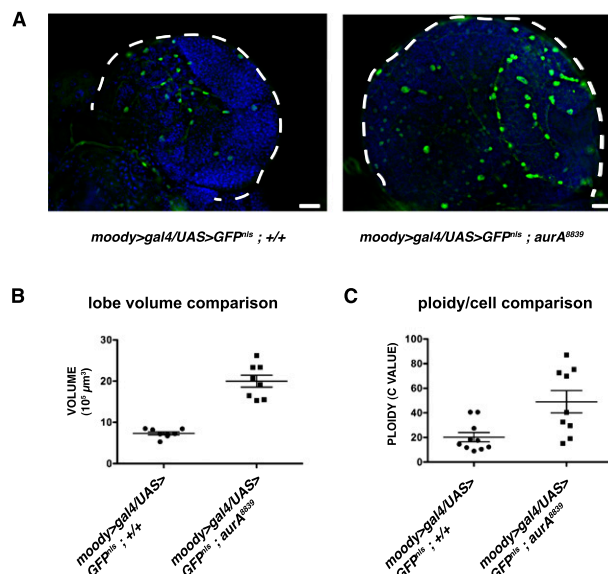 A
moody>gal4/UAS>GFPnls ; +/+
moody>gal4/UAS>GFPnls ; aurA8839
B
lobe volume comparison
VOLUME
(10⁵ µm³)
30
20
10
0
moody>gal4/UAS>
GFPnls ; +/+
moody>gal4/UAS>
GFPnls ; aurA8839
C
ploidy/cell comparison
PLOIDY (C VALUE)
100
80
60
40
20
0
moody>gal4/UAS>
GFPnls ; +/+
moody>gal4/UAS>
GFPnls ; aurA8839